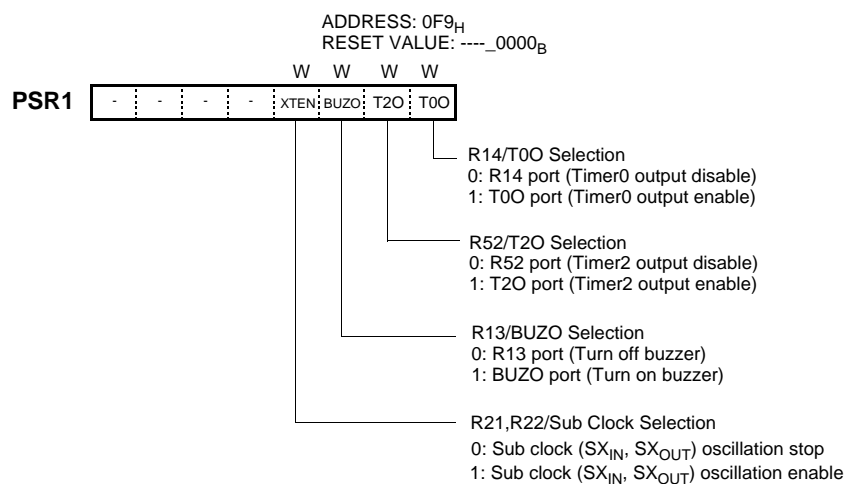 ADDRESS: 0F9H
RESET VALUE: ----_0000B
W W W W
PSR1 - - - - XTEN BUZO T2O T0O
R14/T0O Selection
0: R14 port (Timer0 output disable)
1: T0O port (Timer0 output enable)
R52/T2O Selection
0: R52 port (Timer2 output disable)
1: T2O port (Timer2 output enable)
R13/BUZO Selection
0: R13 port (Turn off buzzer)
1: BUZO port (Turn on buzzer)
R21,R22/Sub Clock Selection
0: Sub clock (SXIN, SXOUT) oscillation stop
1: Sub clock (SXIN, SXOUT) oscillation enable